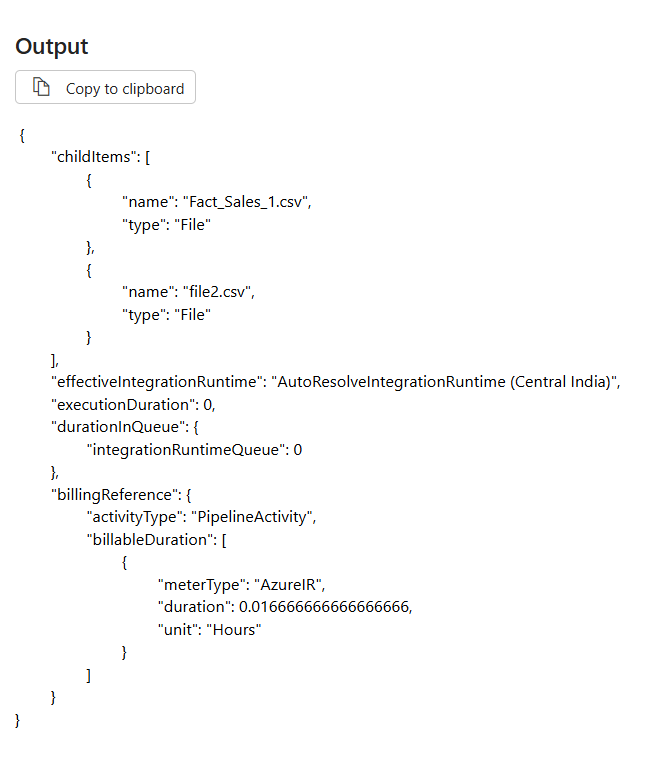 Output
Copy to clipboard
{
"childItems": [
{
"name": "Fact_Sales_1.csv",
"type": "File"
},
{
"name": "file2.csv",
"type": "File"
}
],
"effectiveIntegrationRuntime": "AutoResolveIntegrationRuntime (Central India)",
"executionDuration": 0,
"durationInQueue": {
"integrationRuntimeQueue": 0
},
"billingReference": {
"activityType": "PipelineActivity",
"billableDuration": [
{
"meterType": "AzureIR",
"duration": 0.016666666666666666,
"unit": "Hours"
}
]
}
}